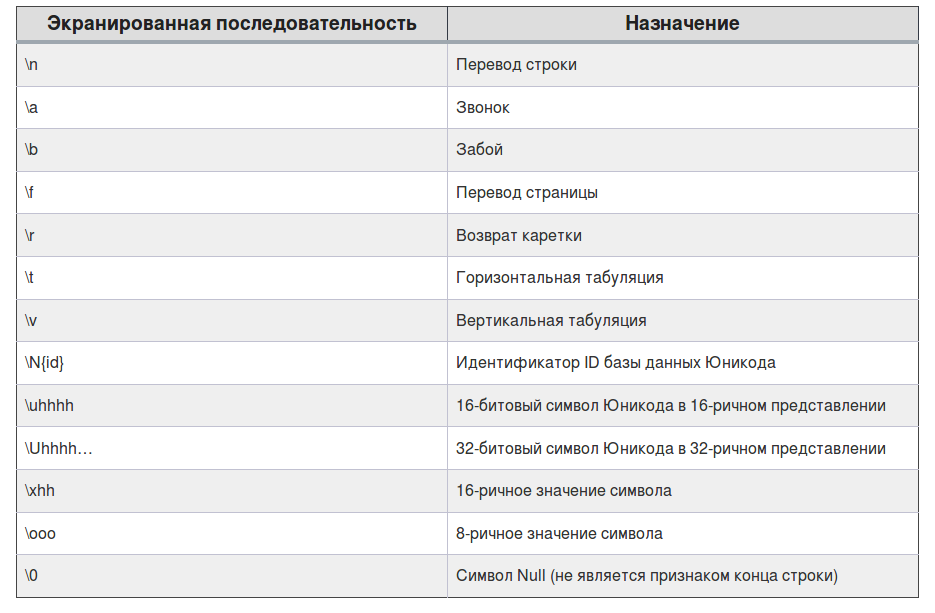 Экранированная последовательность Назначение
\n Перевод строки
\a Звонок
\b Забой
\f Перевод страницы
\r Возврат каретки
\t Горизонтальная табуляция
\v Вертикальная табуляция
\N{id} Идентификатор ID базы данных Юникода
\uhhhh 16-битовый символ Юникода в 16-ричном представлении
\Uhhhh… 32-битовый символ Юникода в 32-ричном представлении
\xhh 16-ричное значение символа
\ooo 8-ричное значение символа
\0 Символ Null (не является признаком конца строки)